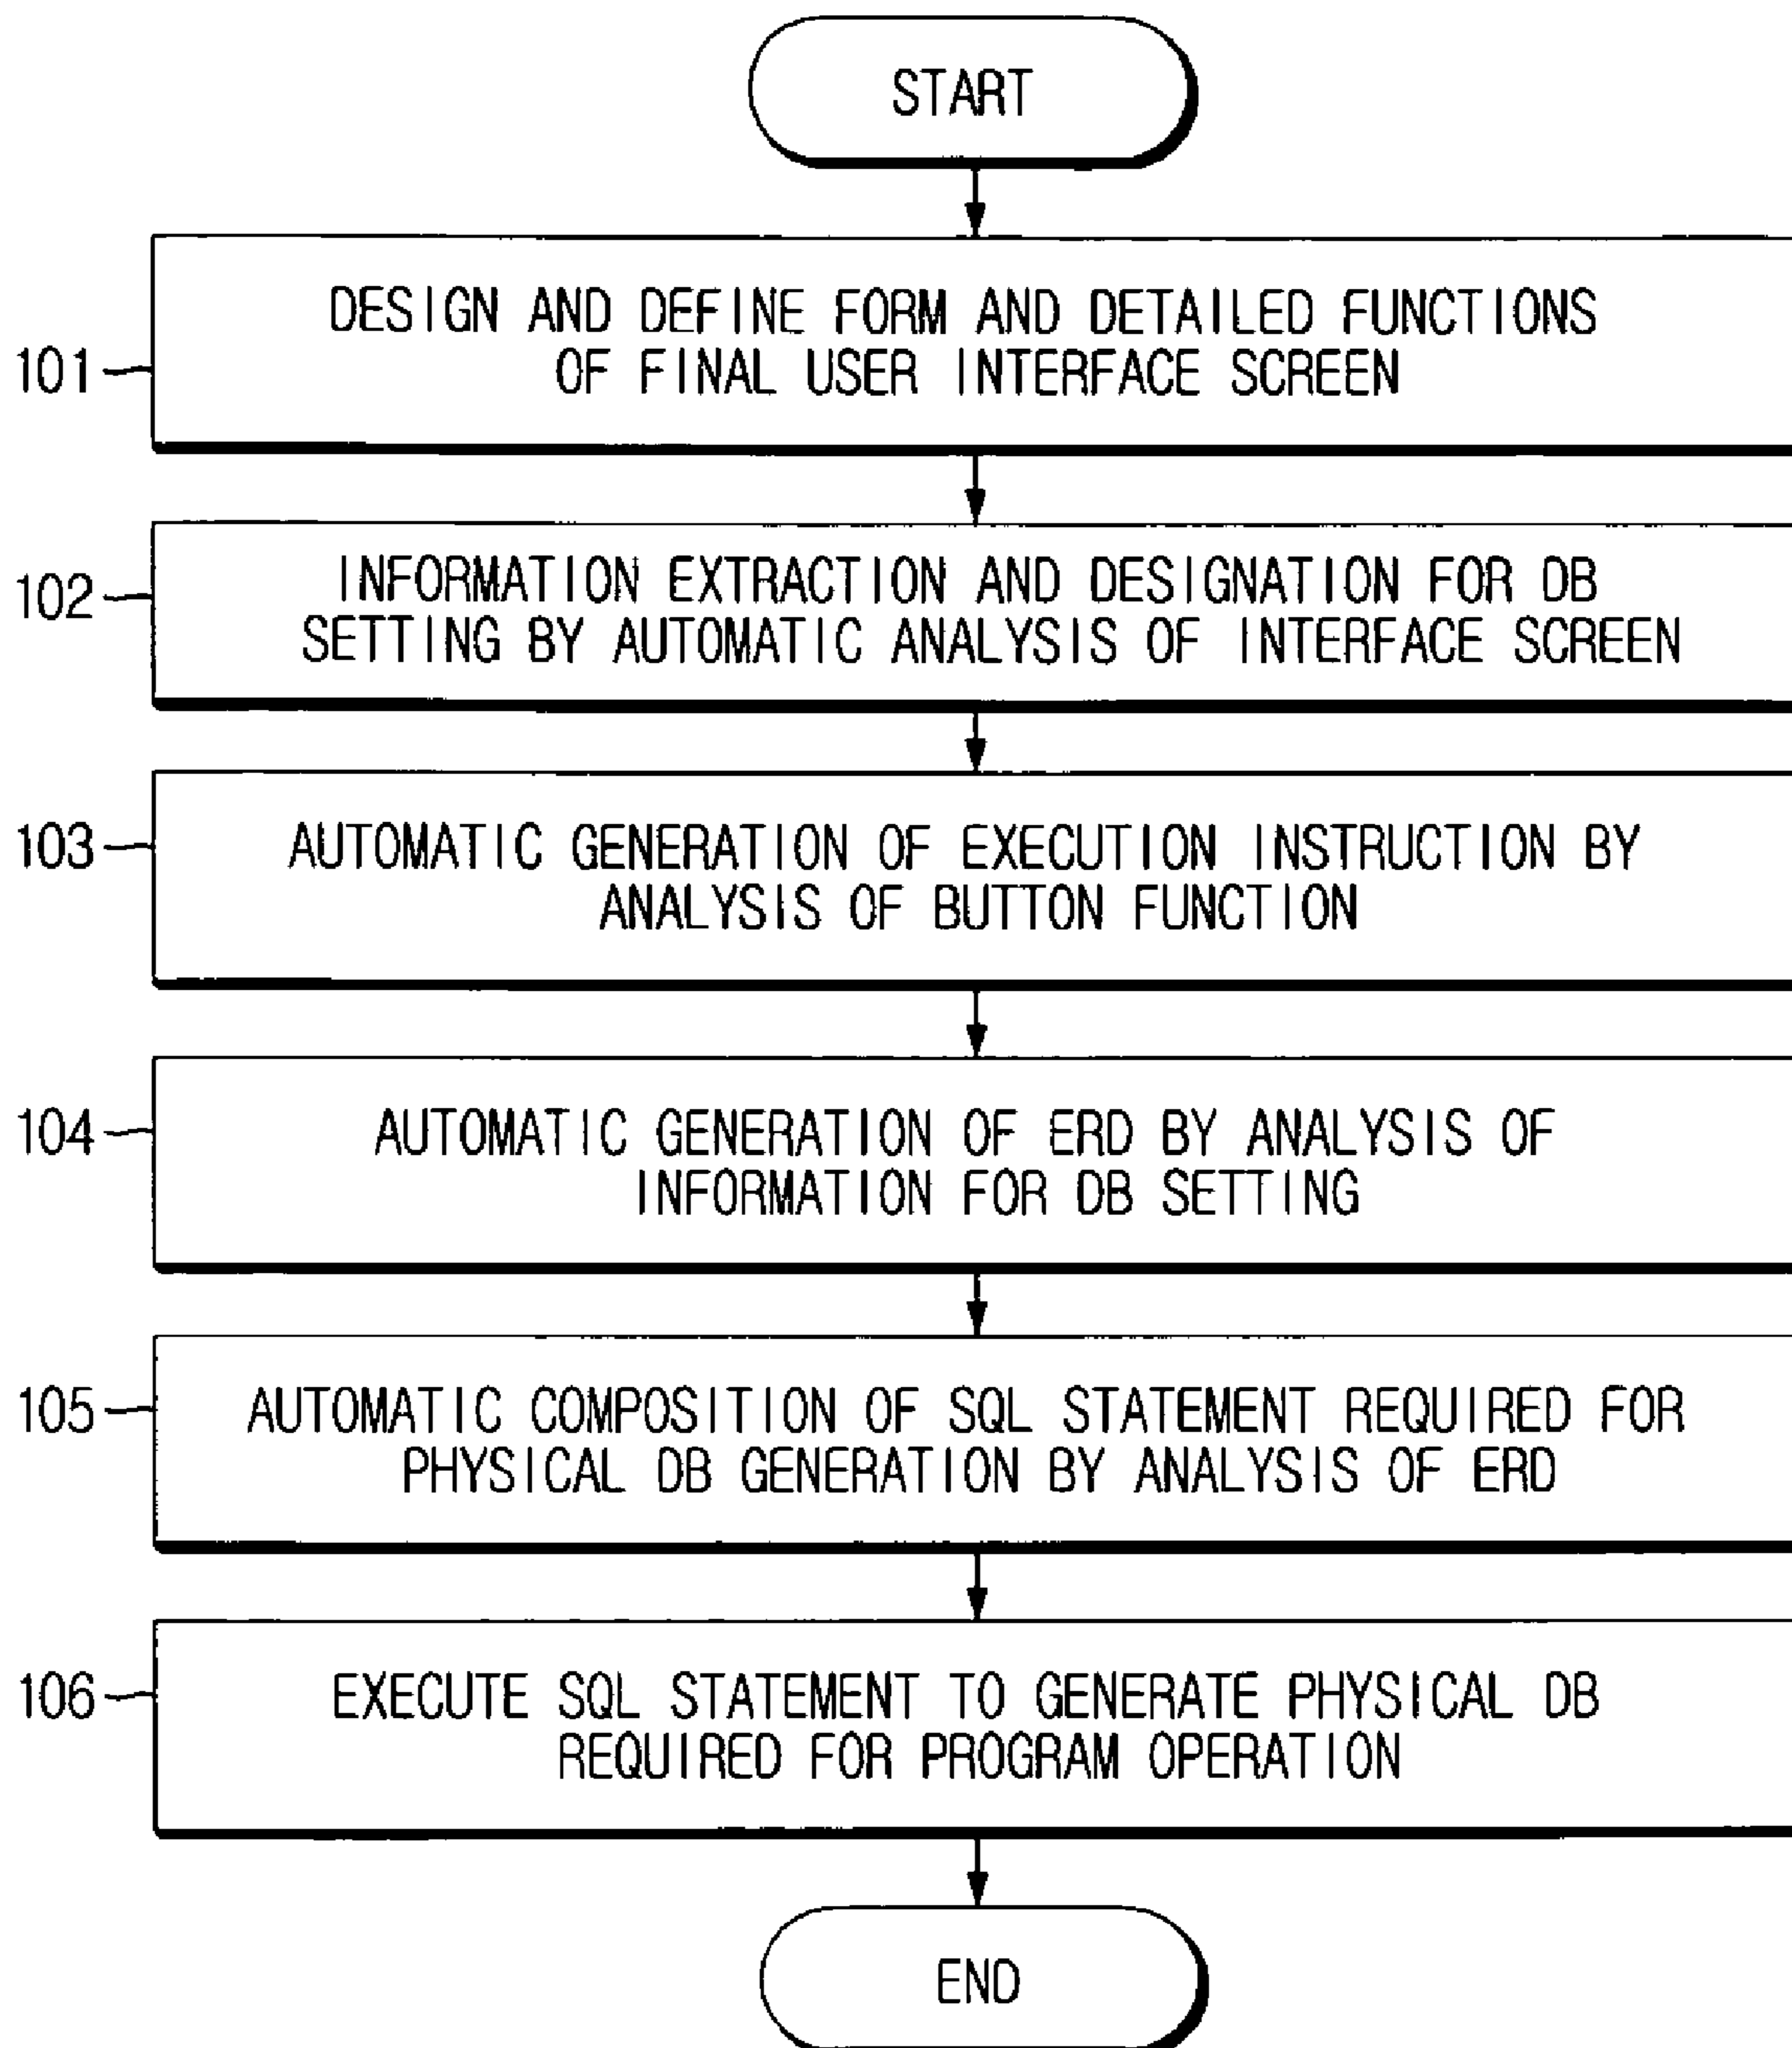 START
DESIGN AND DEFINE FORM AND DETAILED FUNCTIONS
OF FINAL USER INTERFACE SCREEN
101
INFORMATION EXTRACTION AND DESIGNATION FOR DB
SETTING BY AUTOMATIC ANALYSIS OF INTERFACE SCREEN
102
AUTOMATIC GENERATION OF EXECUTION INSTRUCTION BY
ANALYSIS OF BUTTON FUNCTION
103
AUTOMATIC GENERATION OF ERD BY ANALYSIS OF
INFORMATION FOR DB SETTING
104
AUTOMATIC COMPOSITION OF SQL STATEMENT REQUIRED FOR
PHYSICAL DB GENERATION BY ANALYSIS OF ERD
105
EXECUTE SQL STATEMENT TO GENERATE PHYSICAL DB
REQUIRED FOR PROGRAM OPERATION
106
END